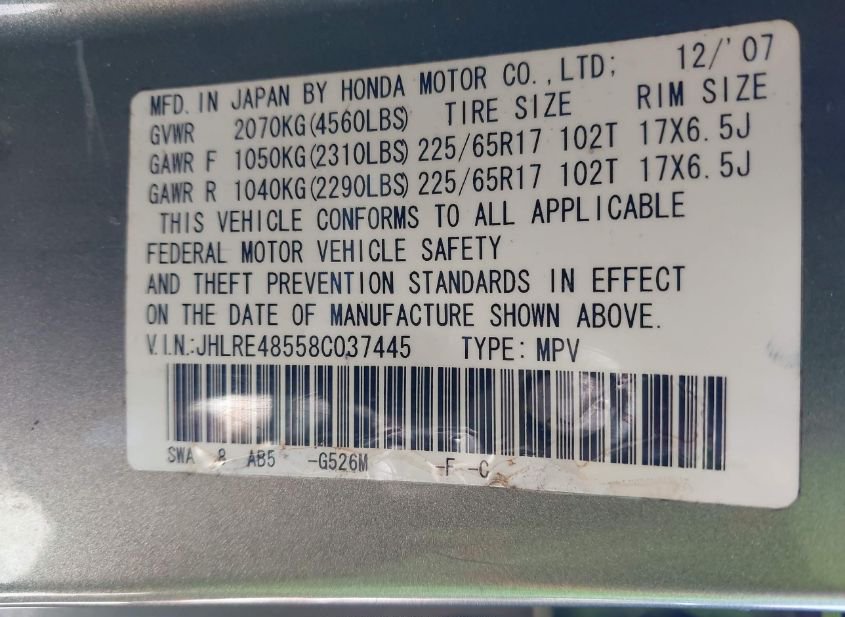 MFD. IN JAPAN BY HONDA MOTOR CO., LTD; 12/'07
GVWR 2070KG(4560LBS) TIRE SIZE RIM SIZE
GAWR F 1050KG(2310LBS) 225/65R17 102T 17X6.5J
GAWR R 1040KG(2290LBS) 225/65R17 102T 17X6.5J
THIS VEHICLE CONFORMS TO ALL APPLICABLE
FEDERAL MOTOR VEHICLE SAFETY
AND THEFT PREVENTION STANDARDS IN EFFECT
ON THE DATE OF MANUFACTURE SHOWN ABOVE.
V.I.N.:JHLRE48558C037445 TYPE: MPV
SWA 8 AB5 -G526M -F -C